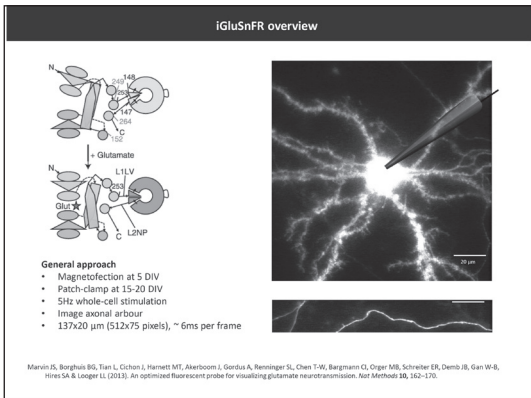 iGluSnFR overview
N
249
148
253
147
264
C
152
+ Glutamate
N
L1LV
253
Glut
L2NP
C
20 µm
General approach
• Magnetofection at 5 DIV
• Patch-clamp at 15-20 DIV
• 5Hz whole-cell stimulation
• Image axonal arbour
• 137x20 µm (512x75 pixels), ~ 6ms per frame
Marvin JS, Borghuis BG, Tian L, Cichon J, Harnett MT, Akerboom J, Gordus A, Renninger SL, Chen T-W, Bargmann CI, Orger MB, Schreiter ER, Demb JB, Gan W-B,
Hires SA & Looger LL (2013). An optimized fluorescent probe for visualizing glutamate neurotransmission. Nat Methods 10, 162–170.